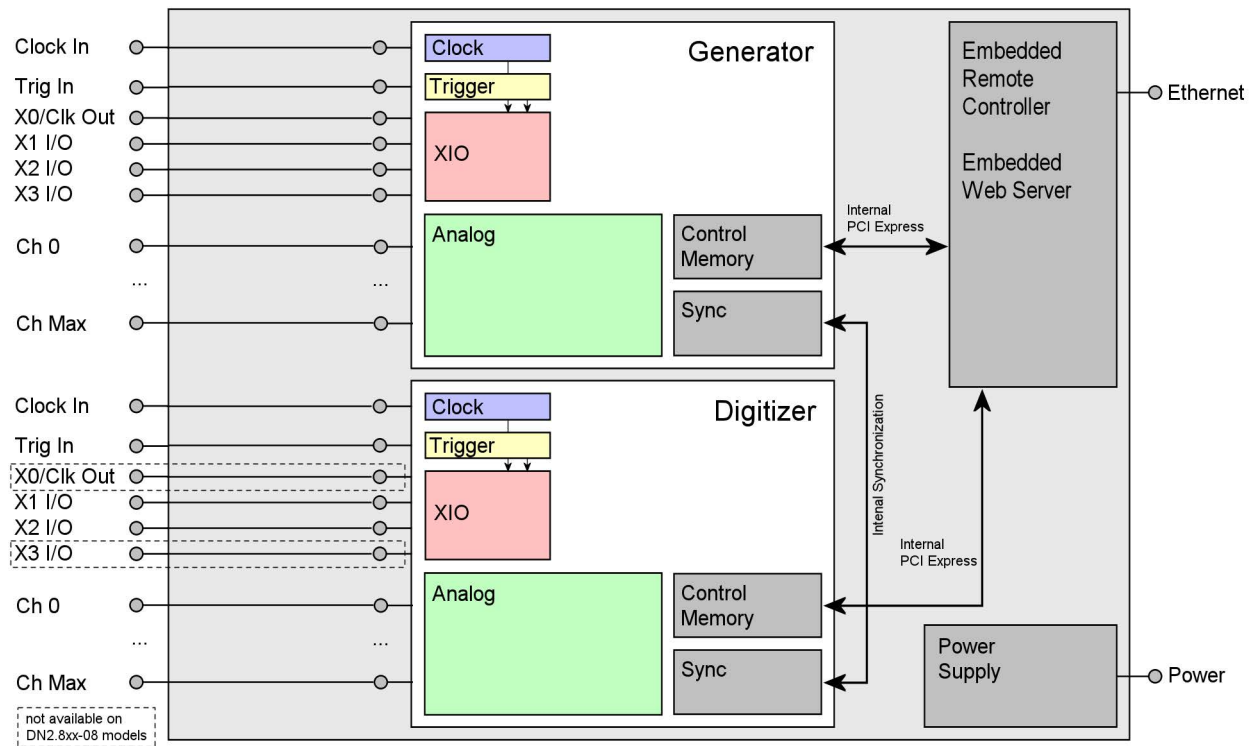 Clock In
Trig In
X0/Clk Out
X1 I/O
X2 I/O
X3 I/O
Ch 0
...
...
Ch Max
Generator
Clock
Trigger
XIO
Analog
Control
Memory
Sync
Internal
PCI Express
Embedded
Remote
Controller
Embedded
Web Server
Ethernet
Clock In
Trig In
X0/Clk Out
X1 I/O
X2 I/O
X3 I/O
Ch 0
...
...
Ch Max
not available on
DN2.8xx-08 models
Digitizer
Clock
Trigger
XIO
Analog
Control
Memory
Sync
Intenal Synchronization
Internal
PCI Express
Power
Supply
Power